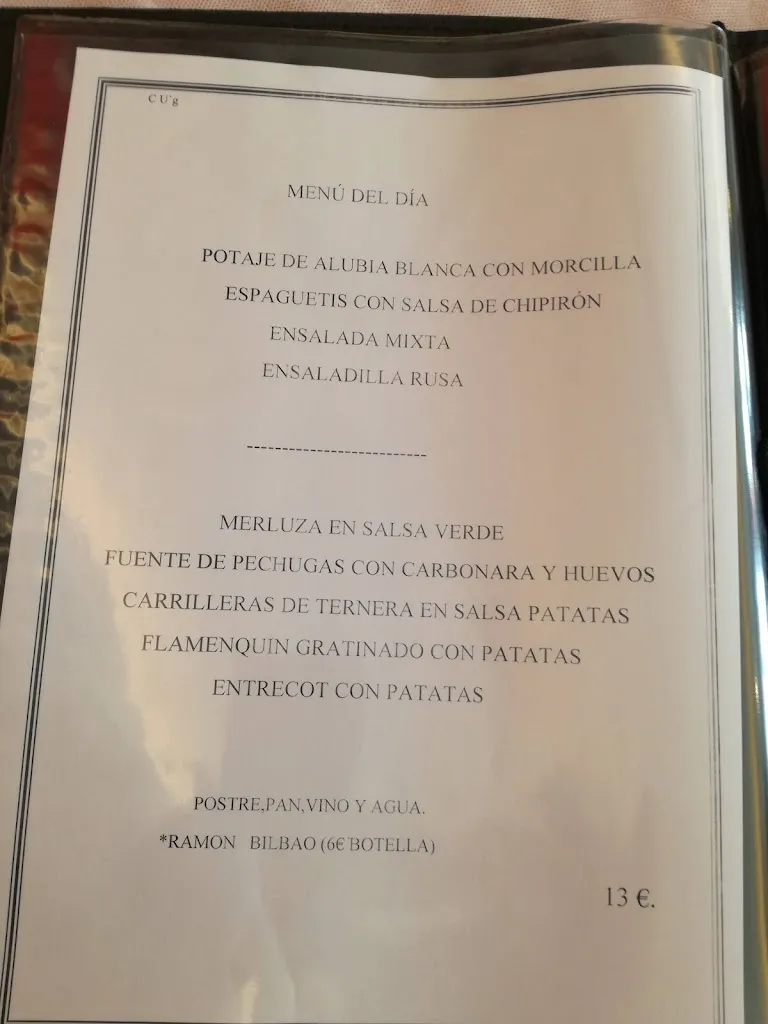 C U'g
MENÚ DEL DÍA
POTAJE DE ALUBIA BLANCA CON MORCILLA
ESPAGUETIS CON SALSA DE CHIPIRÓN
ENSALADA MIXTA
ENSALADILLA RUSA
--------------------------
MERLUZA EN SALSA VERDE
FUENTE DE PECHUGAS CON CARBONARA Y HUEVOS
CARRILLERAS DE TERNERA EN SALSA PATATAS
FLAMENQUIN GRATINADO CON PATATAS
ENTRECOT CON PATATAS
POSTRE,PAN,VINO Y AGUA.
*RAMON BILBAO (6€ BOTELLA)
13 €.